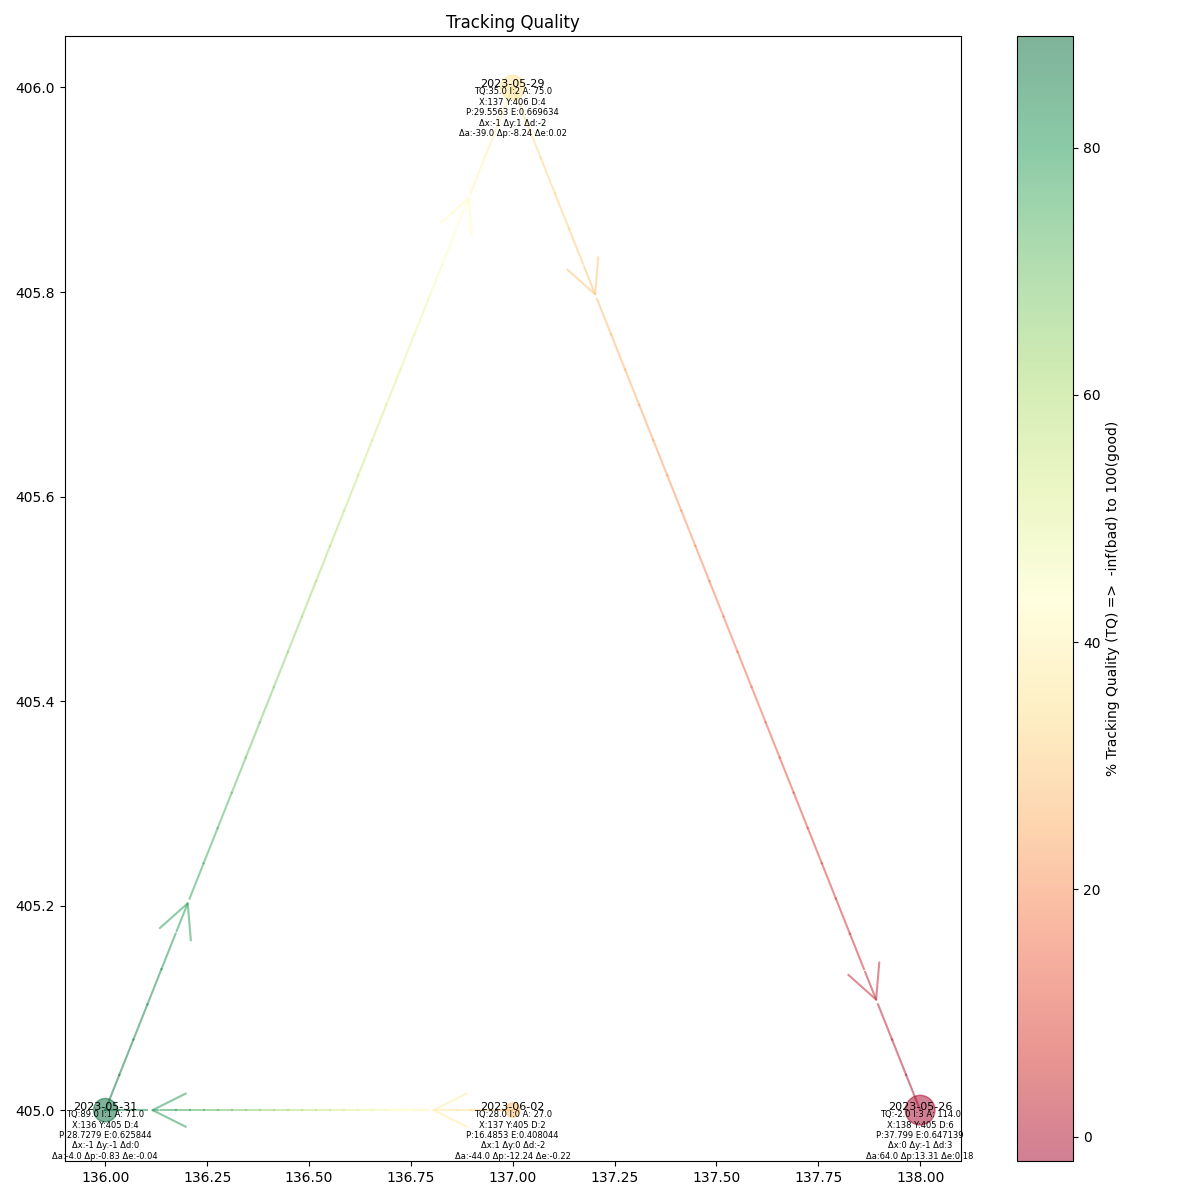 Tracking Quality
406.0
405.8
405.6
405.4
405.2
405.0
2023-05-29
TQ:35.0 I:2 A: 75.0
X:137 Y:406 D:4
P:29.5563 E:0.669634
Δx:-1 Δy:1 Δd:-2
Δa:-39.0 Δp:-8.24 Δe:0.02
2023-05-31
TQ:89.0 I:1 A: 71.0
X:136 Y:405 D:4
P:28.7279 E:0.625844
Δx:-1 Δy:-1 Δd:0
Δa:-4.0 Δp:-0.83 Δe:-0.04
2023-06-02
TQ:28.0 I:0 A: 27.0
X:137 Y:405 D:2
P:16.4853 E:0.408044
Δx:1 Δy:0 Δd:-2
Δa:-44.0 Δp:-12.24 Δe:-0.22
2023-05-26
TQ:-2.0 I:3 A: 114.0
X:138 Y:405 D:6
P:37.799 E:0.647139
Δx:0 Δy:-1 Δd:3
Δa:64.0 Δp:13.31 Δe:0.18
136.00 136.25 136.50 136.75 137.00 137.25 137.50 137.75 138.00
80
60
40
20
0
% Tracking Quality (TQ) => -inf(bad) to 100(good)